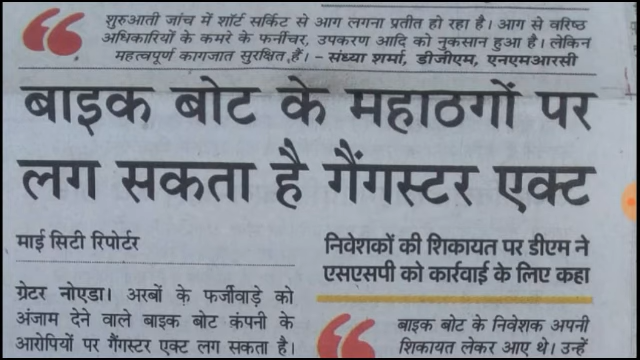 शुरुआती जांच में शॉर्ट सर्किट से आग लगना प्रतीत हो रहा है। आग से वरिष्ठ
अधिकारियों के कमरे के फर्नीचर, उपकरण आदि को नुकसान हुआ है। लेकिन
महत्वपूर्ण कागजात सुरक्षित हैं। – संध्या शर्मा, डीजीएम, एनएमआरसी
बाइक बोट के महाठगों पर
लग सकता है गैंगस्टर एक्ट
माई सिटी रिपोर्टर
ग्रेटर नोएडा। अरबों के फर्जीवाड़े को
अंजाम देने वाले बाइक बोट कंपनी के
आरोपियों पर गैंगस्टर एक्ट लग सकता है।
निवेशकों की शिकायत पर डीएम ने
एसएसपी को कार्रवाई के लिए कहा
बाइक बोट के निवेशक अपनी
शिकायत लेकर आए थे। उन्हें